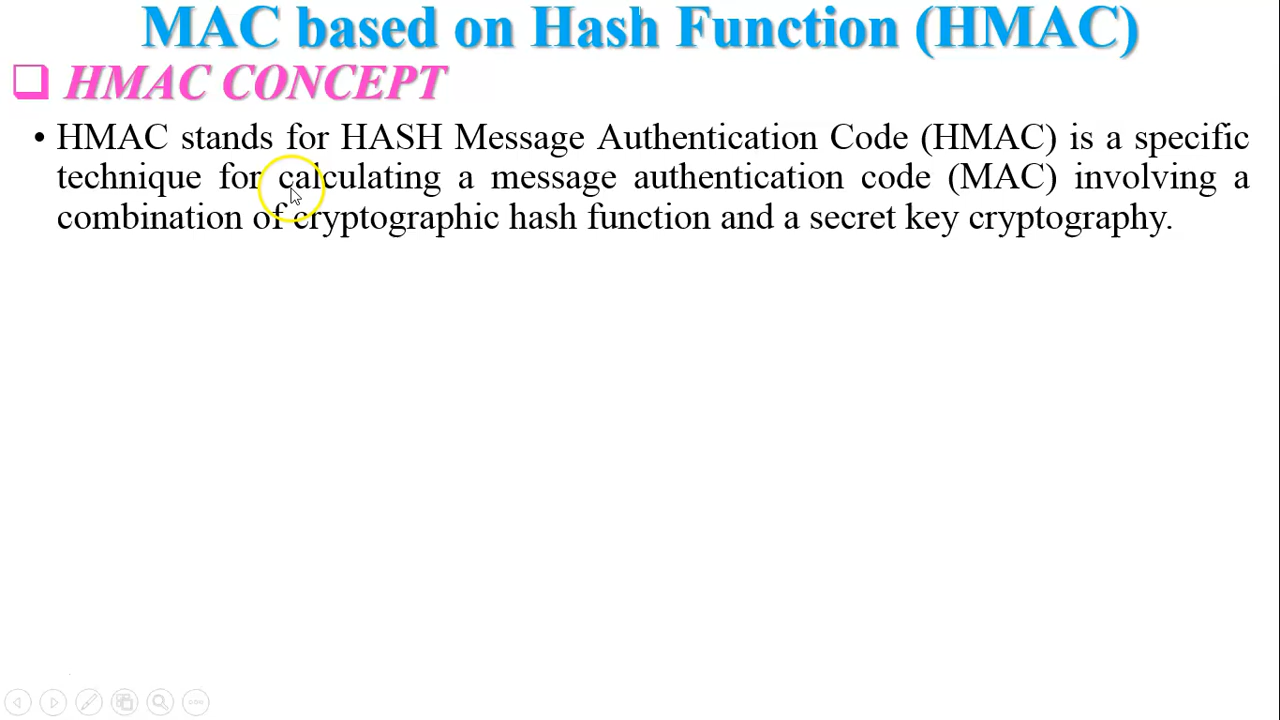 MAC based on Hash Function (HMAC)
❑ HMAC CONCEPT
• HMAC stands for HASH Message Authentication Code (HMAC) is a specific
technique for calculating a message authentication code (MAC) involving a
combination of cryptographic hash function and a secret key cryptography.